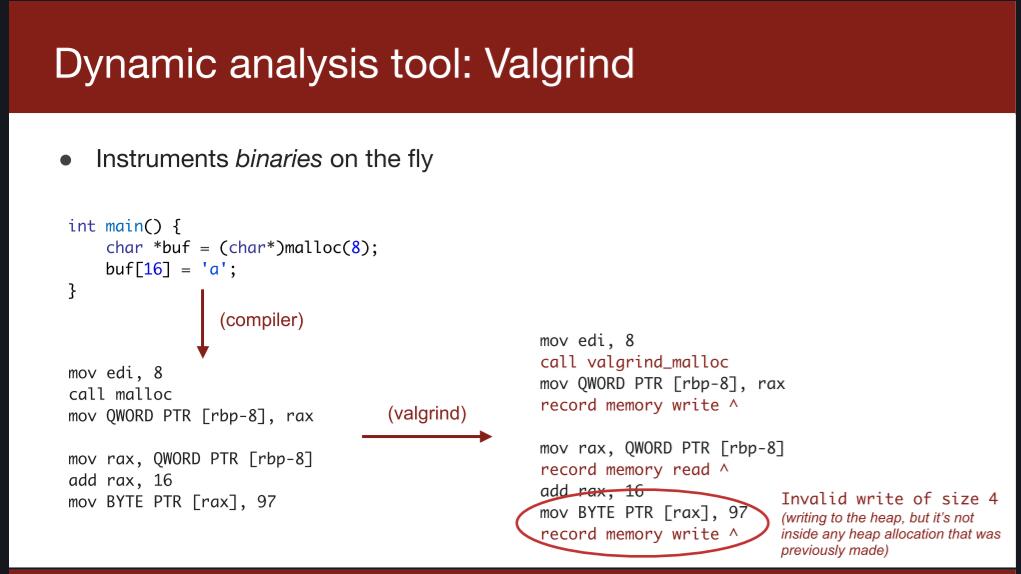 Dynamic analysis tool: Valgrind
● Instruments binaries on the fly
int main() {
    char *buf = (char*)malloc(8);
    buf[16] = 'a';
}
(compiler)
mov edi, 8
call malloc
mov QWORD PTR [rbp-8], rax
mov rax, QWORD PTR [rbp-8]
add rax, 16
mov BYTE PTR [rax], 97
(valgrind)
mov edi, 8
call valgrind_malloc
mov QWORD PTR [rbp-8], rax
record memory write ^
mov rax, QWORD PTR [rbp-8]
record memory read ^
add rax, 16
mov BYTE PTR [rax], 97
record memory write ^
Invalid write of size 4
(writing to the heap, but it's not
inside any heap allocation that was
previously made)